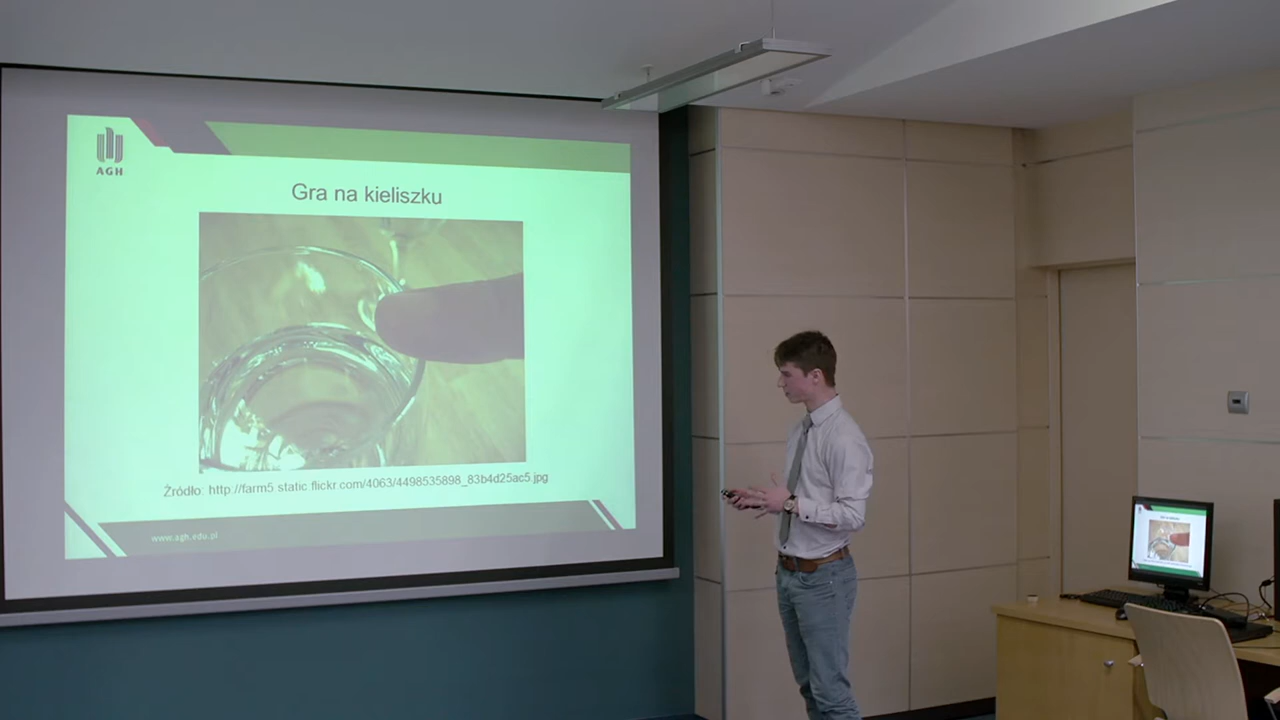 AGH
Gra na kieliszku
Źródło: http://farm5 static flickr.com/4063/4498535898_83b4d25ac5.jpg
www.agh.edu.pl